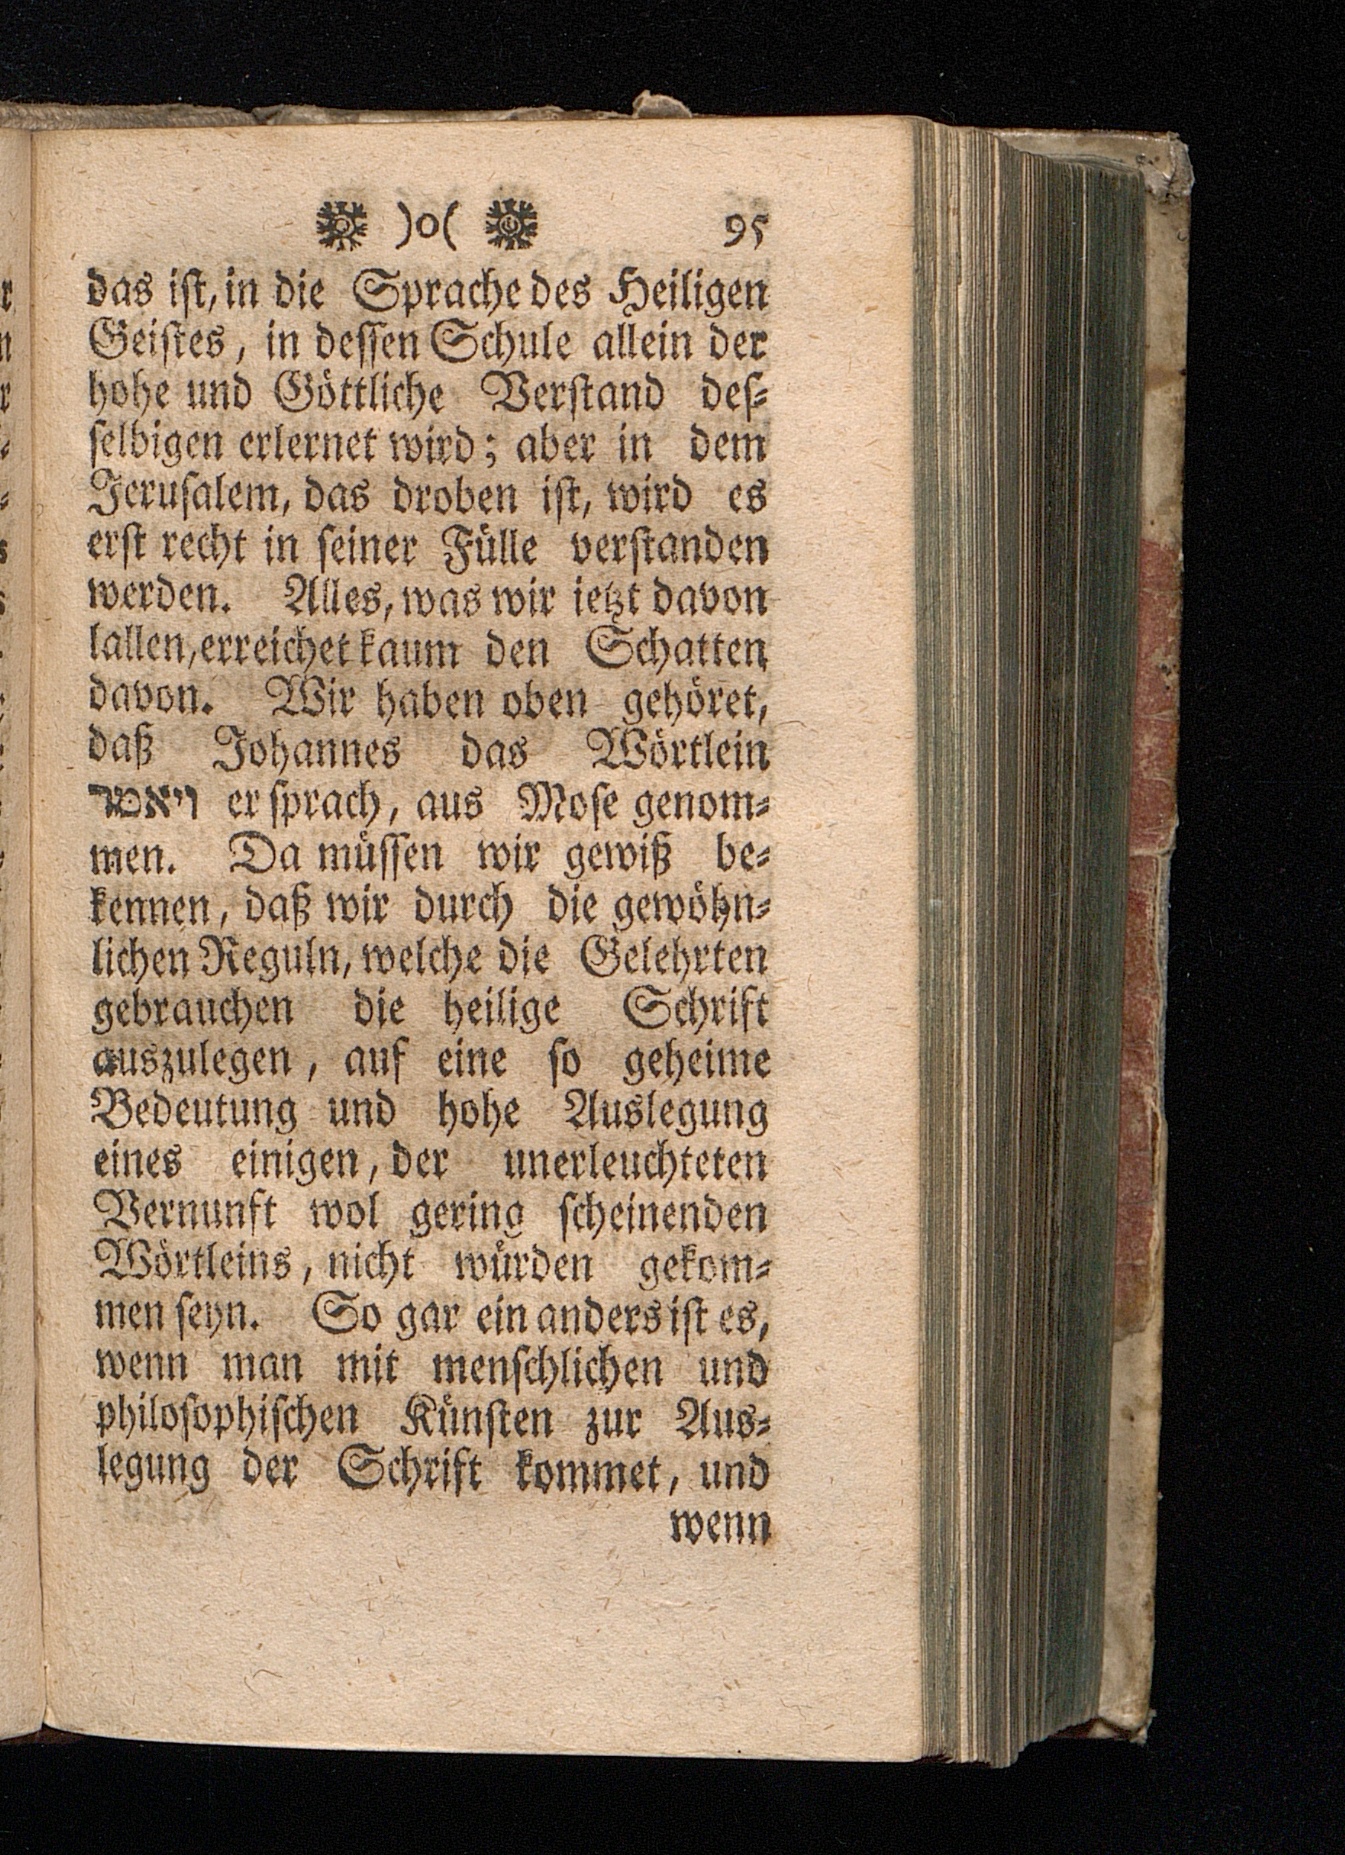 )o( 95
das ist, in die Sprache des Heiligen
Geistes, in dessen Schule allein der
hohe und Göttliche Verstand des⸗
selbigen erlernet wird; aber in dem
Jerusalem, das droben ist, wird es
erst recht in seiner Fülle verstanden
werden. Alles, was wir ietzt davon
lallen, erreichet kaum den Schatten
davon. Wir haben oben gehöret,
daß Johannes das Wörtlein
ויאמר er sprach, aus Mose genom⸗
men. Da müssen wir gewiß be⸗
kennen, daß wir durch die gewöhn⸗
lichen Reguln, welche die Gelehrten
gebrauchen die heilige Schrift
auszulegen, auf eine so geheime
Bedeutung und hohe Auslegung
eines einigen, der unerleuchteten
Vernunft wol gering scheinenden
Wörtleins, nicht würden gekom⸗
men seyn. So gar ein anders ist es,
wenn man mit menschlichen und
philosophischen Künsten zur Aus⸗
legung der Schrift kommet, und
wenn